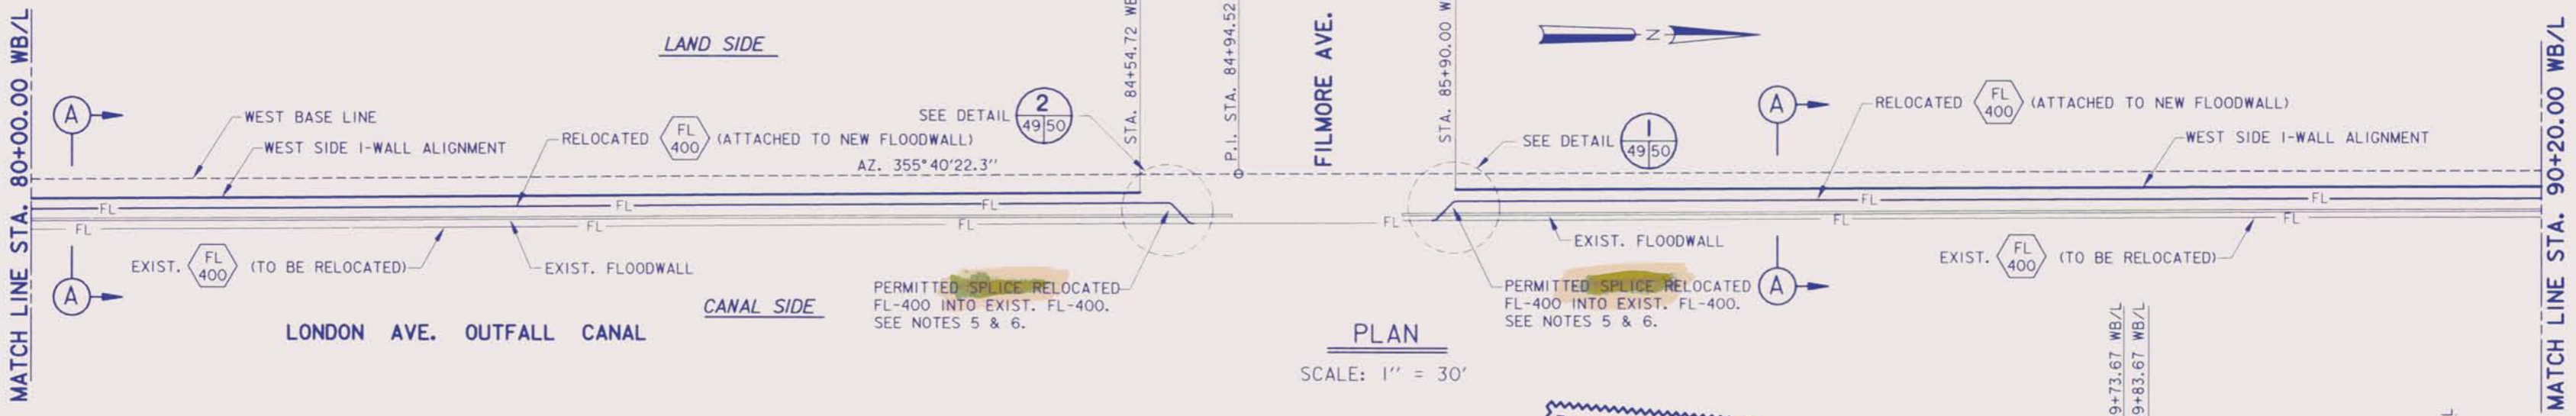 MATCH LINE STA. 80+00.00 WB/L
LAND SIDE
STA. 84+54.72 WB
P.I. STA. 84+94.52
FILMORE AVE.
STA. 85+90.00 W
N
MATCH LINE STA. 90+20.00 WB/L
A
WEST BASE LINE
WEST SIDE I-WALL ALIGNMENT
RELOCATED FL 400 (ATTACHED TO NEW FLOODWALL)
SEE DETAIL 2 49 50
AZ. 355°40'22.3"
SEE DETAIL 1 49 50
A
RELOCATED FL 400 (ATTACHED TO NEW FLOODWALL)
WEST SIDE I-WALL ALIGNMENT
FL
FL
FL
FL
FL
FL
FL
FL
FL
FL
FL
EXIST. FL 400 (TO BE RELOCATED)
EXIST. FLOODWALL
EXIST. FLOODWALL
EXIST. FL 400 (TO BE RELOCATED)
A
CANAL SIDE
PERMITTED SPLICE RELOCATED
FL-400 INTO EXIST. FL-400.
SEE NOTES 5 & 6.
PERMITTED SPLICE RELOCATED
FL-400 INTO EXIST. FL-400.
SEE NOTES 5 & 6.
A
LONDON AVE. OUTFALL CANAL
PLAN
SCALE: 1" = 30'
9+73.67 WB/L
9+83.67 WB/L